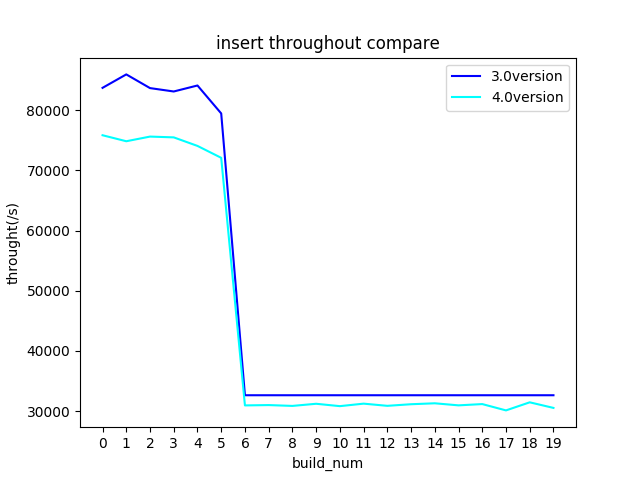 insert throughout compare
3.0version
4.0version
throught(/s)
80000
70000
60000
50000
40000
30000
0 1 2 3 4 5 6 7 8 9 10 11 12 13 14 15 16 17 18 19
build_num